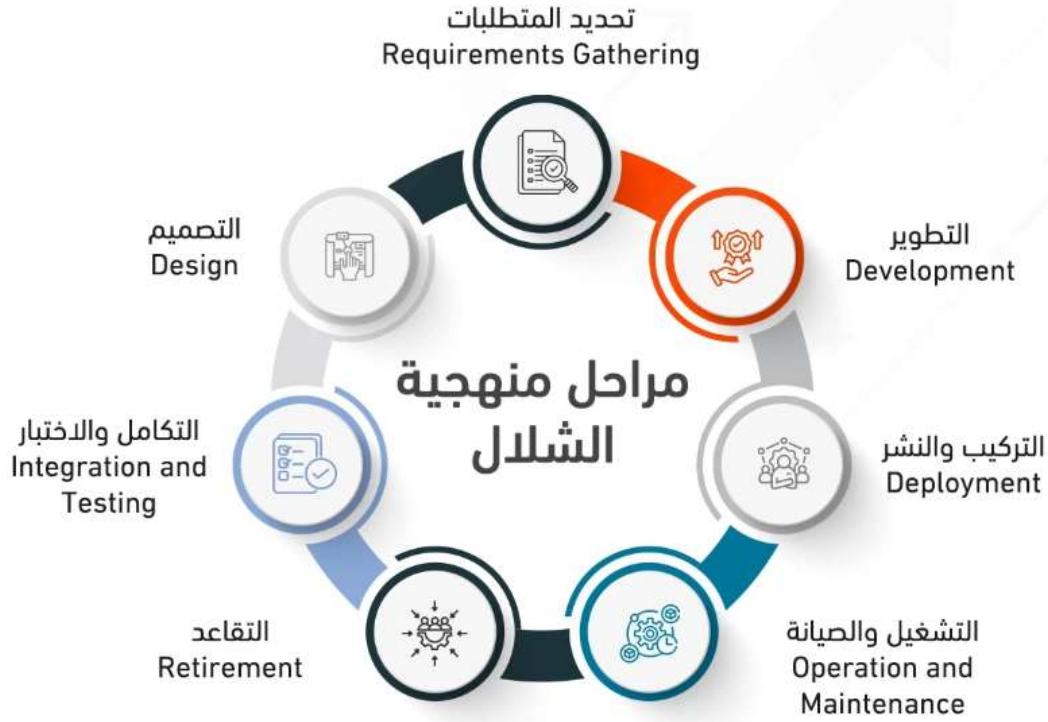 تحديد المتطلبات
Requirements Gathering
التصميم
Design
التطوير
Development
مراحل منهجية
الشلال
التكامل والاختبار
Integration and
Testing
التركيب والنشر
Deployment
التقاعد
Retirement
التشغيل والصيانة
Operation and
Maintenance